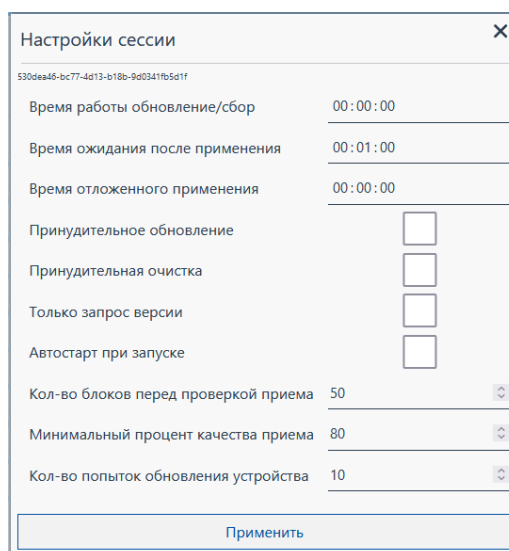 Настройки сессии
530dea46-bc77-4d13-b18b-9d0341fb5d1f
Время работы обновление/сбор 00:00:00
Время ожидания после применения 00:01:00
Время отложенного применения 00:00:00
Принудительное обновление
Принудительная очистка
Только запрос версии
Автостарт при запуске
Кол-во блоков перед проверкой приема 50
Минимальный процент качества приема 80
Кол-во попыток обновления устройства 10
Применить